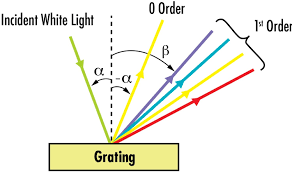 Incident White Light
0 Order
1st Order
α
-α
β
Grating